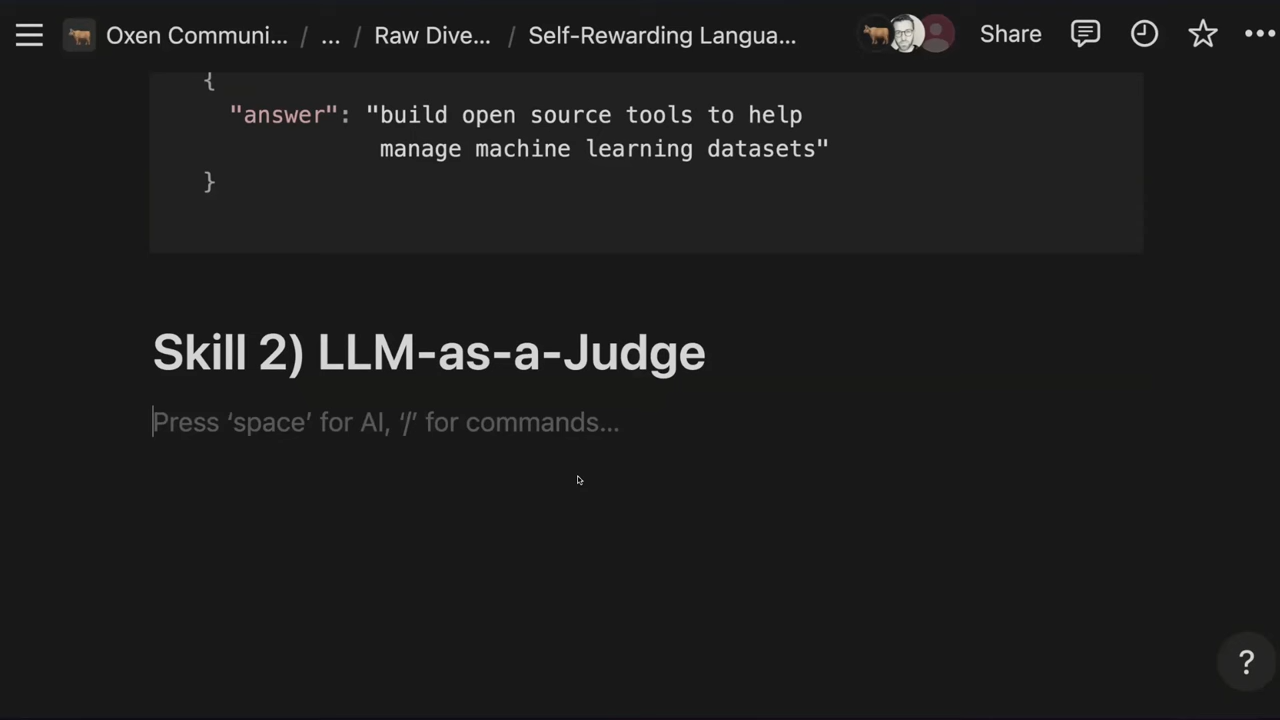 Oxen Communi... / ... / Raw Dive... / Self-Rewarding Langua... Share
{
"answer": "build open source tools to help
manage machine learning datasets"
}
Skill 2) LLM-as-a-Judge
Press ‘space’ for AI, ‘/’ for commands...
?